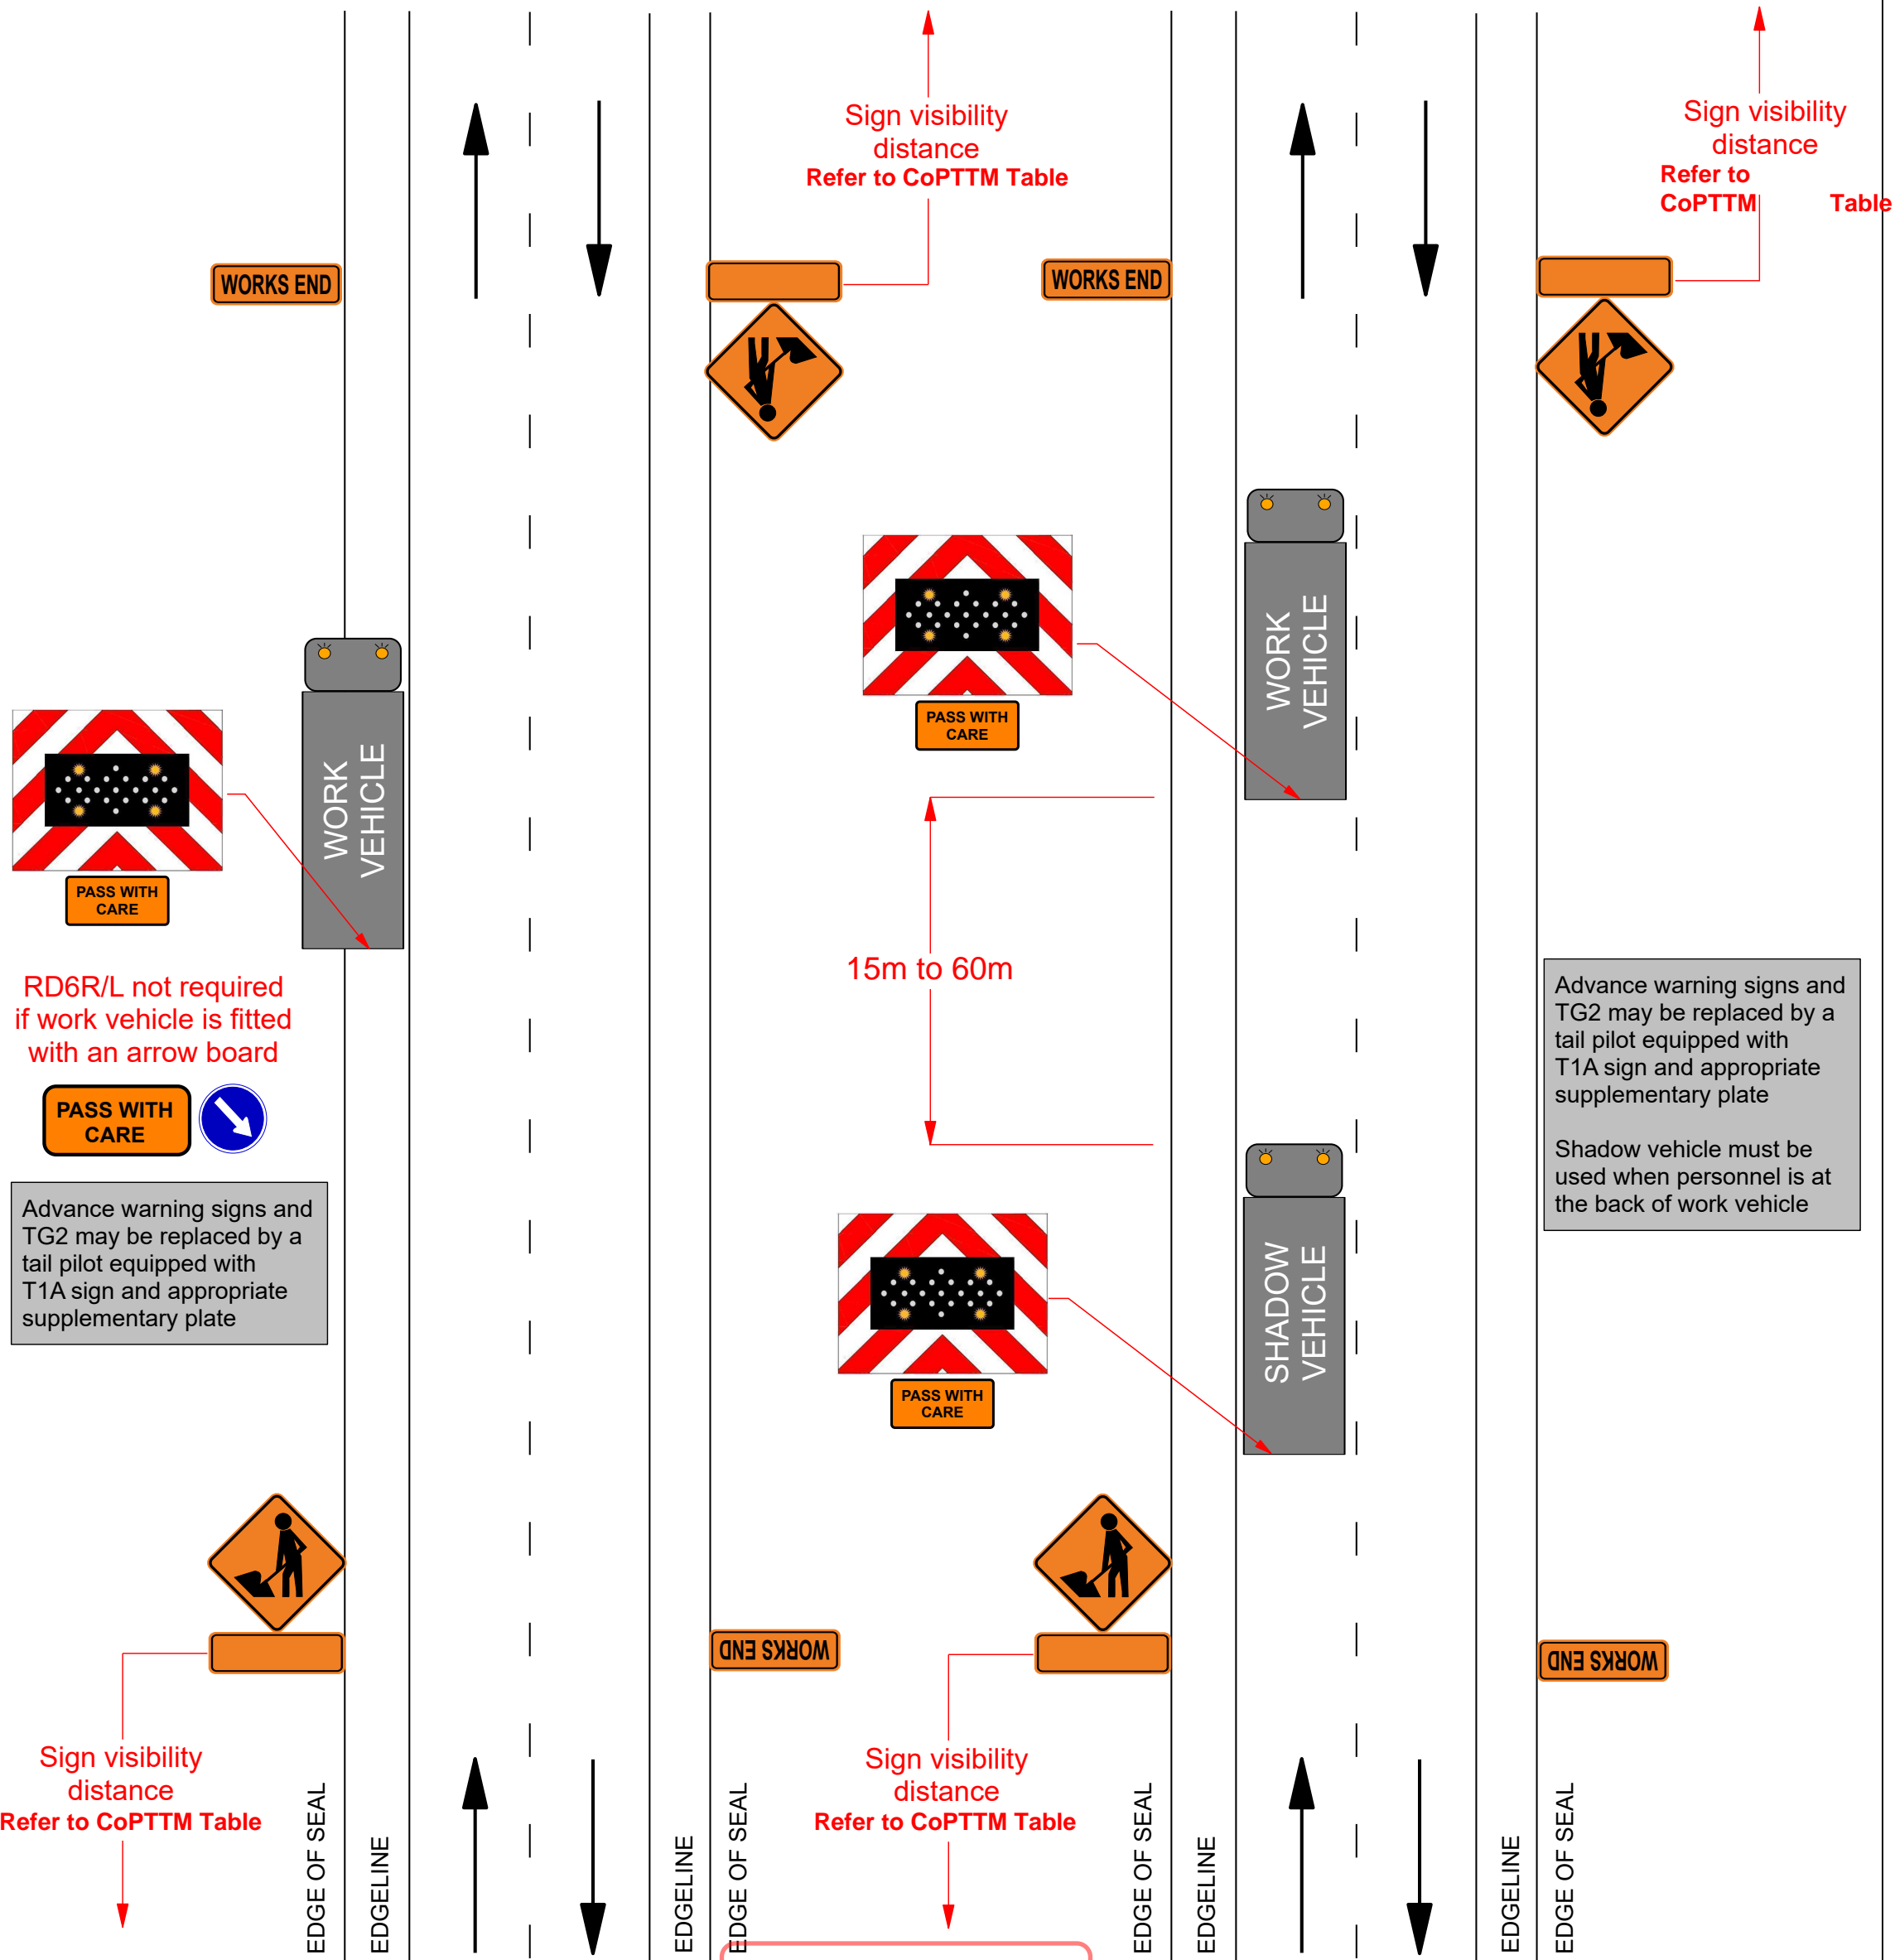 Sign visibility
distance
Refer to CoPTTM Table
Sign visibility
distance
Refer to
CoPTTM Table
WORKS END
WORKS END
PASS WITH
CARE
WORK
VEHICLE
WORK
VEHICLE
PASS WITH
CARE
15m to 60m
RD6R/L not required
if work vehicle is fitted
with an arrow board
PASS WITH
CARE
Advance warning signs and
TG2 may be replaced by a
tail pilot equipped with
T1A sign and appropriate
supplementary plate
Advance warning signs and
TG2 may be replaced by a
tail pilot equipped with
T1A sign and appropriate
supplementary plate
Shadow vehicle must be
used when personnel is at
the back of work vehicle
SHADOW
VEHICLE
PASS WITH
CARE
WORKS END
WORKS END
Sign visibility
distance
Refer to CoPTTM Table
Sign visibility
distance
Refer to CoPTTM Table
EDGE OF SEAL
EDGELINE
EDGELINE
EDGE OF SEAL
EDGE OF SEAL
EDGELINE
EDGELINE
EDGE OF SEAL